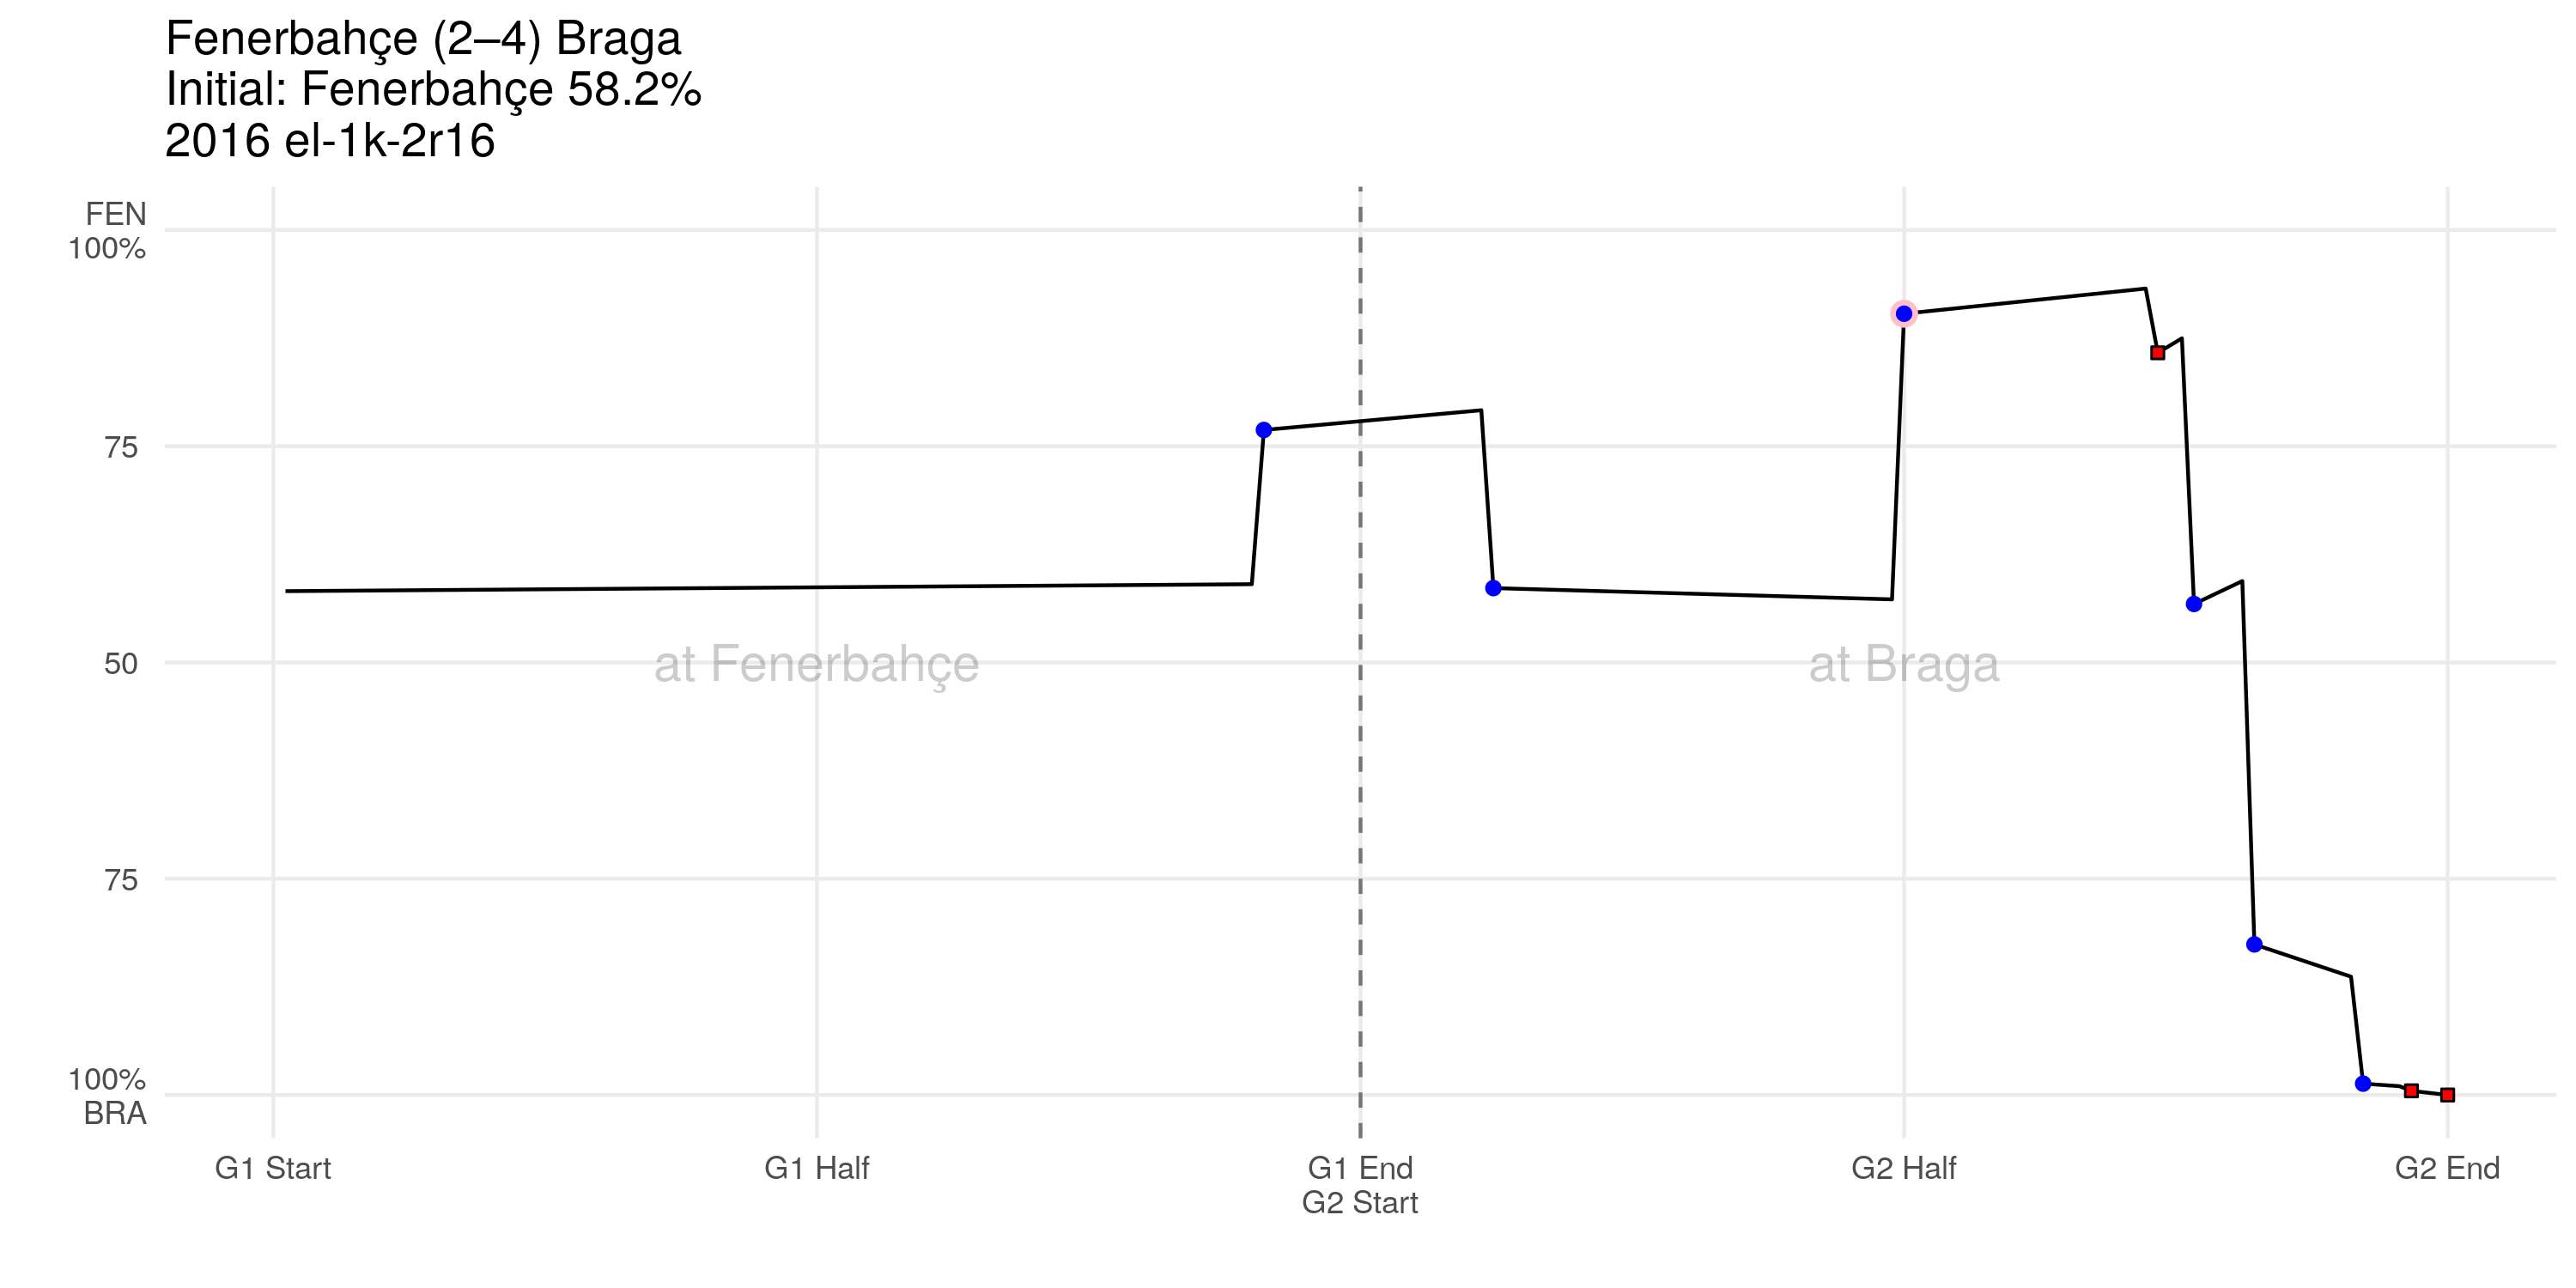 Fenerbahçe (2–4) Braga
Initial: Fenerbahçe 58.2%
2016 el-1k-2r16
FEN
100%
75
50
75
100%
BRA
at Fenerbahçe
at Braga
G1 Start
G1 Half
G1 End
G2 Start
G2 Half
G2 End